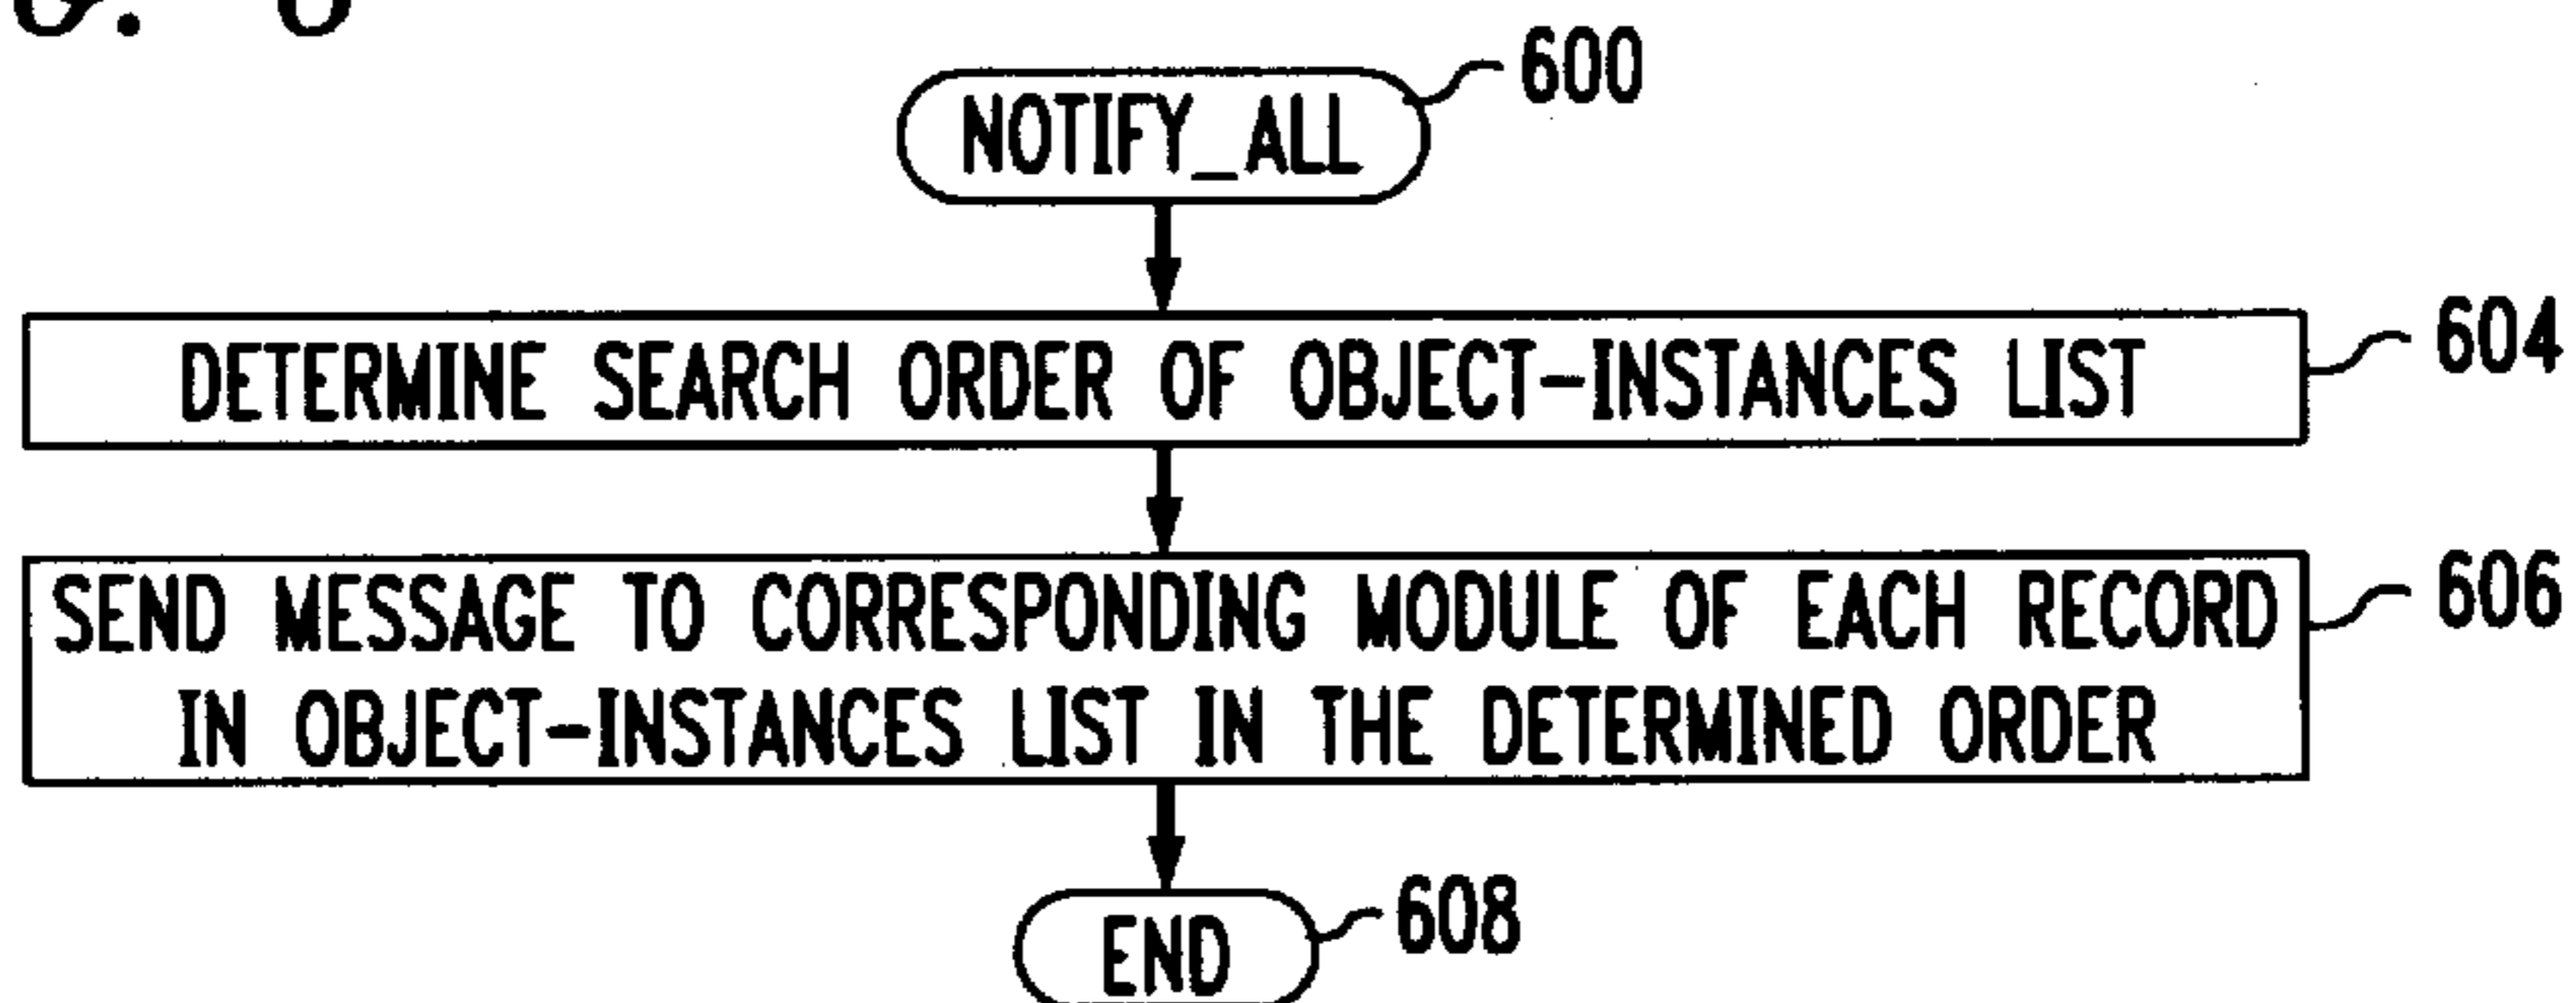 NOTIFY_ALL
600
DETERMINE SEARCH ORDER OF OBJECT-INSTANCES LIST
604
SEND MESSAGE TO CORRESPONDING MODULE OF EACH RECORD
IN OBJECT-INSTANCES LIST IN THE DETERMINED ORDER
606
END
608